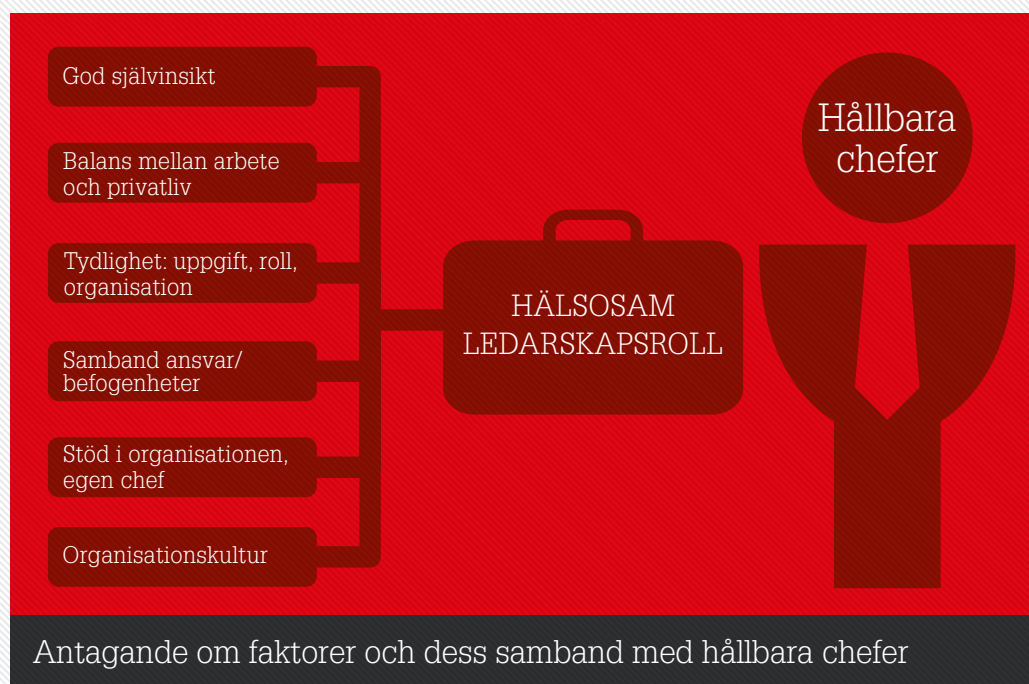 God självinsikt
Balans mellan arbete
och privatliv
Tydlighet: uppgift, roll,
organisation
Samband ansvar/
befogenheter
Stöd i organisationen,
egen chef
Organisationskultur
HÄLSOSAM
LEDARSKAPSROLL
Hållbara
chefer
Antagande om faktorer och dess samband med hållbara chefer